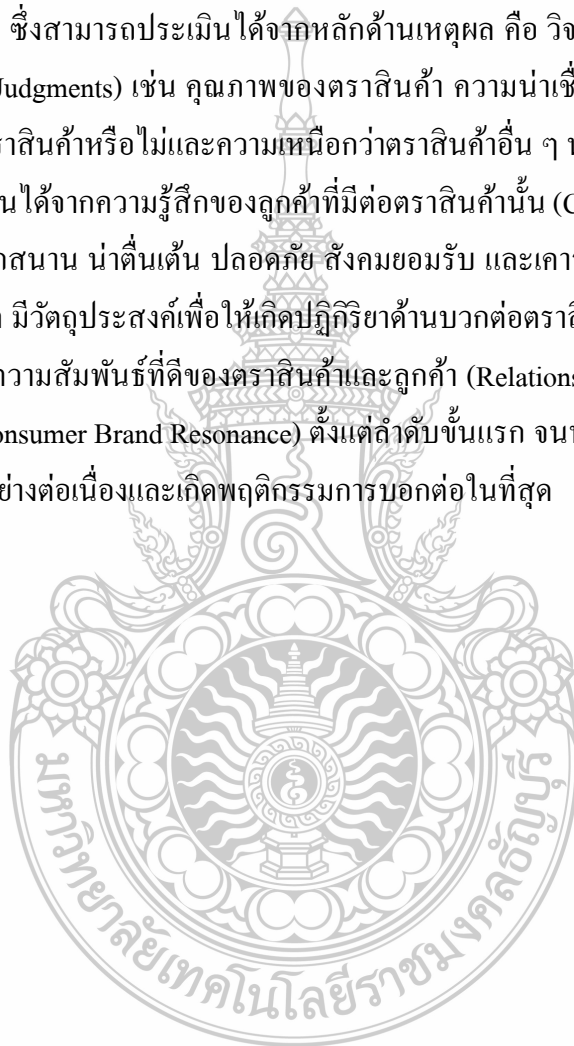 ซึ่งสามารถประเมินได้จากหลักด้านเหตุผล คือ วิจ
Judgments) เช่น คุณภาพของตราสินค้า ความน่าเชื่
ราสินค้าหรือไม่และความเหนือกว่าตราสินค้าอื่น ๆ
นได้จากความรู้สึกของลูกค้าที่มีต่อตราสินค้านั้น (C
กสนาน น่าตื่นเต้น ปลอดภัย สังคมยอมรับ และเคาร
มีวัตถุประสงค์เพื่อให้เกิดปฏิกิริยาด้านบวกต่อตราสิ
ความสัมพันธ์ที่ดีของตราสินค้าและลูกค้า (Relations
onsumer Brand Resonance) ตั้งแต่ลำดับขั้นแรก จน
ย่างต่อเนื่องและเกิดพฤติกรรมการบอกต่อในที่สุด
มหาวิทยาลัยเทคโนโลยีราชมงคลธัญบุรี